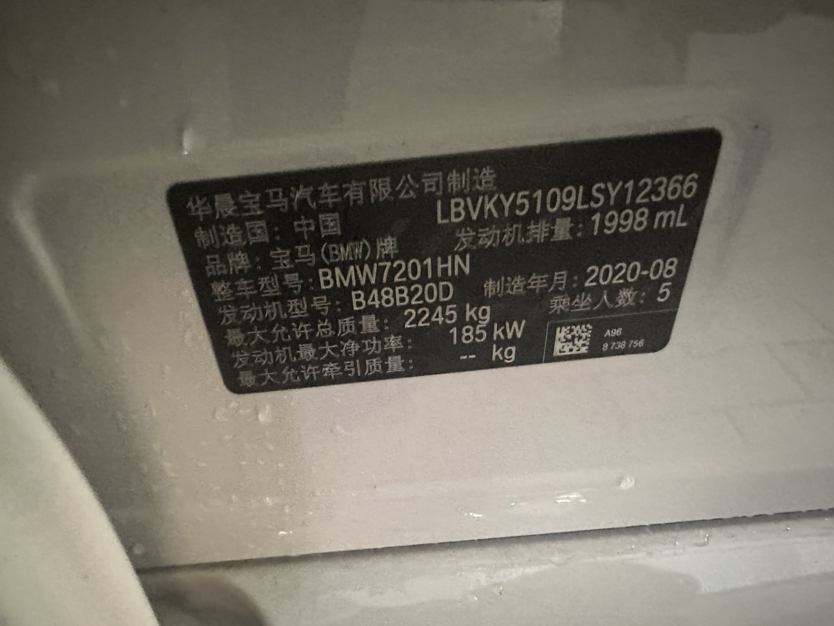 华晨宝马汽车有限公司制造
制造国：中国 LBVKY5109LSY12366
品牌：宝马(BMW)牌 发动机排量：1998 mL
整车型号：BMW7201HN
发动机型号：B48B20D 制造年月：2020-08
最大允许总质量：2245 kg 乘坐人数：5
发动机最大净功率：185 kW
最大允许牵引质量：-- kg
A96
8 738 756